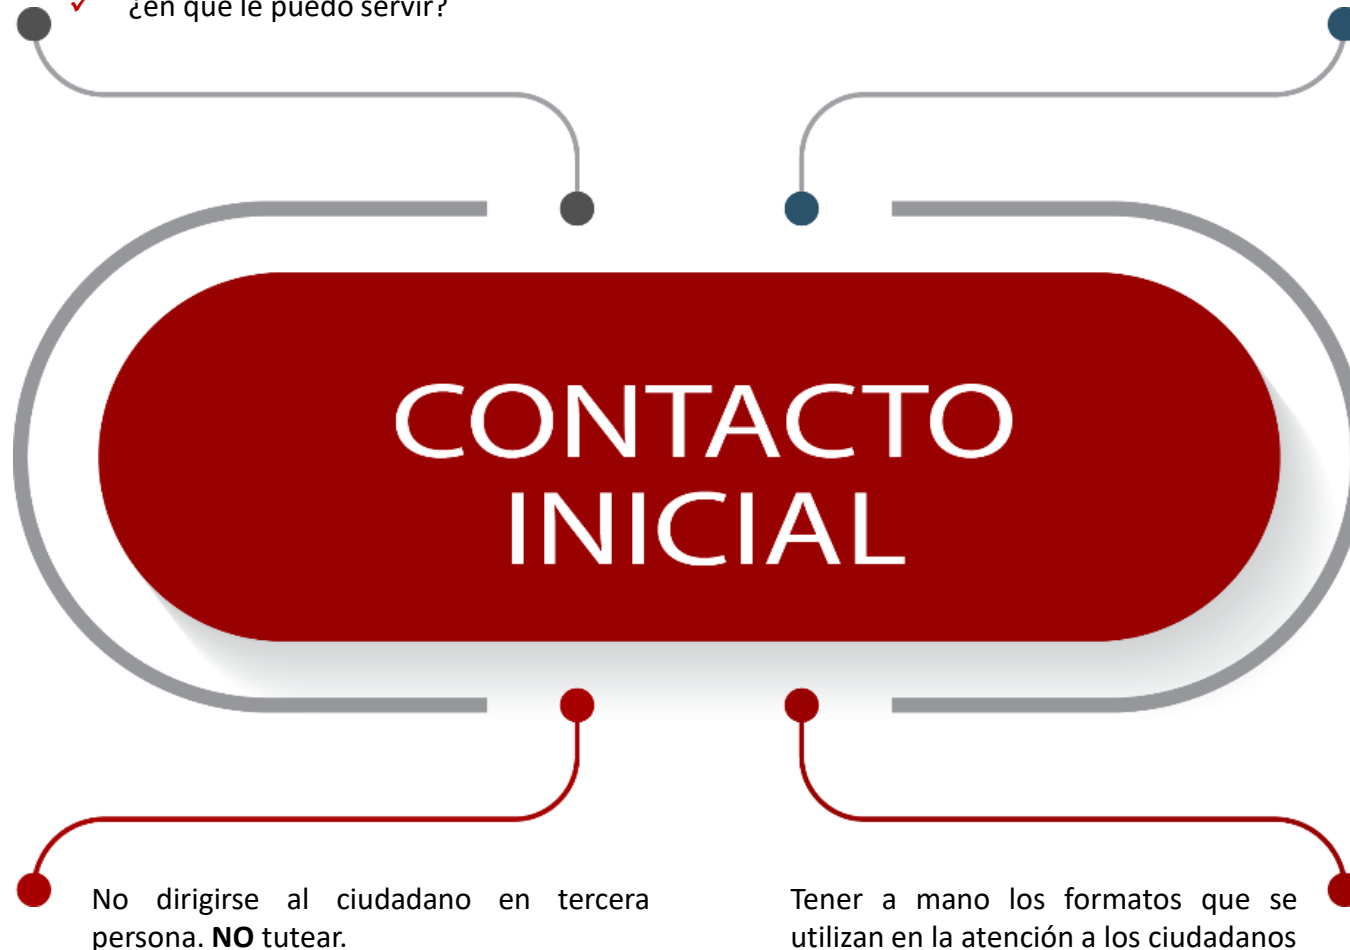 ¿en que le puedo servir?
CONTACTO
INICIAL
No dirigirse al ciudadano en tercera
persona. NO tutear.
Tener a mano los formatos que se
utilizan en la atención a los ciudadanos